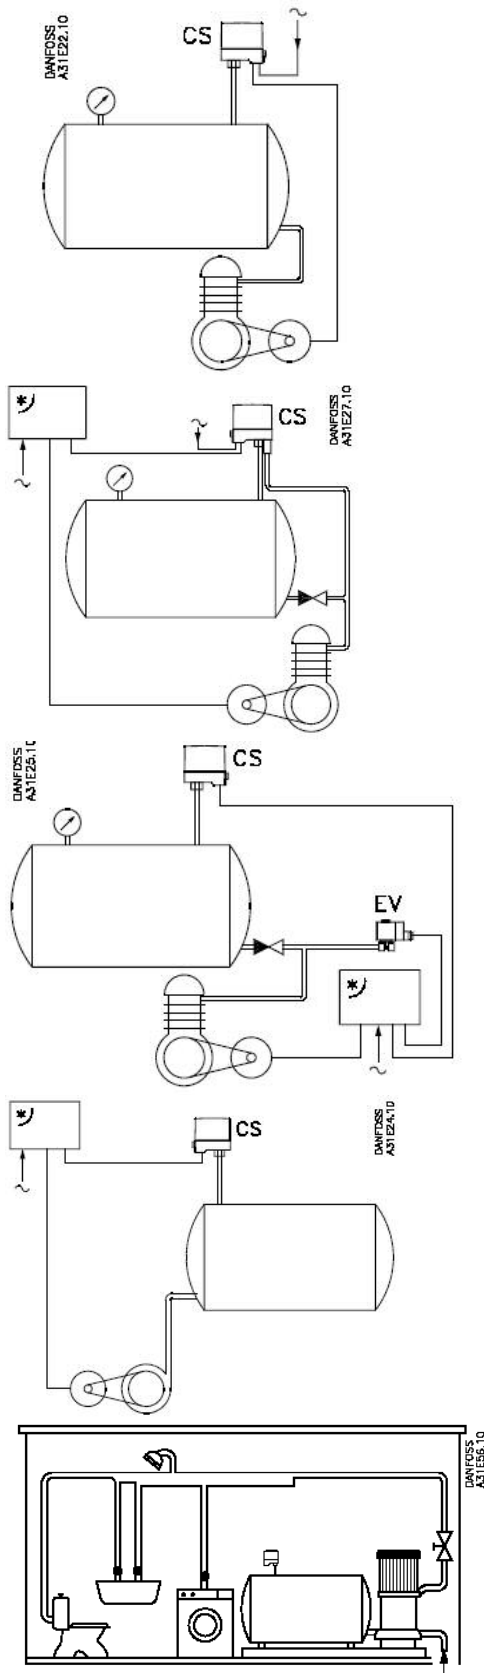 DANFOSS
A31E22.10
CS
CS
DANFOSS
A31E27.10
DANFOSS
A31E25.10
CS
EV
DANFOSS
A31E24.10
CS
DANFOSS
A31E56.10